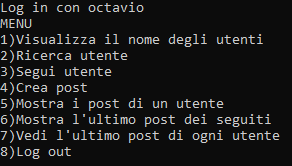 Log in con octavio
MENU
1)Visualizza il nome degli utenti
2)Ricerca utente
3)Segui utente
4)Crea post
5)Mostra i post di un utente
6)Mostra l'ultimo post dei seguiti
7)Vedi l'ultimo post di ogni utente
8)Log out